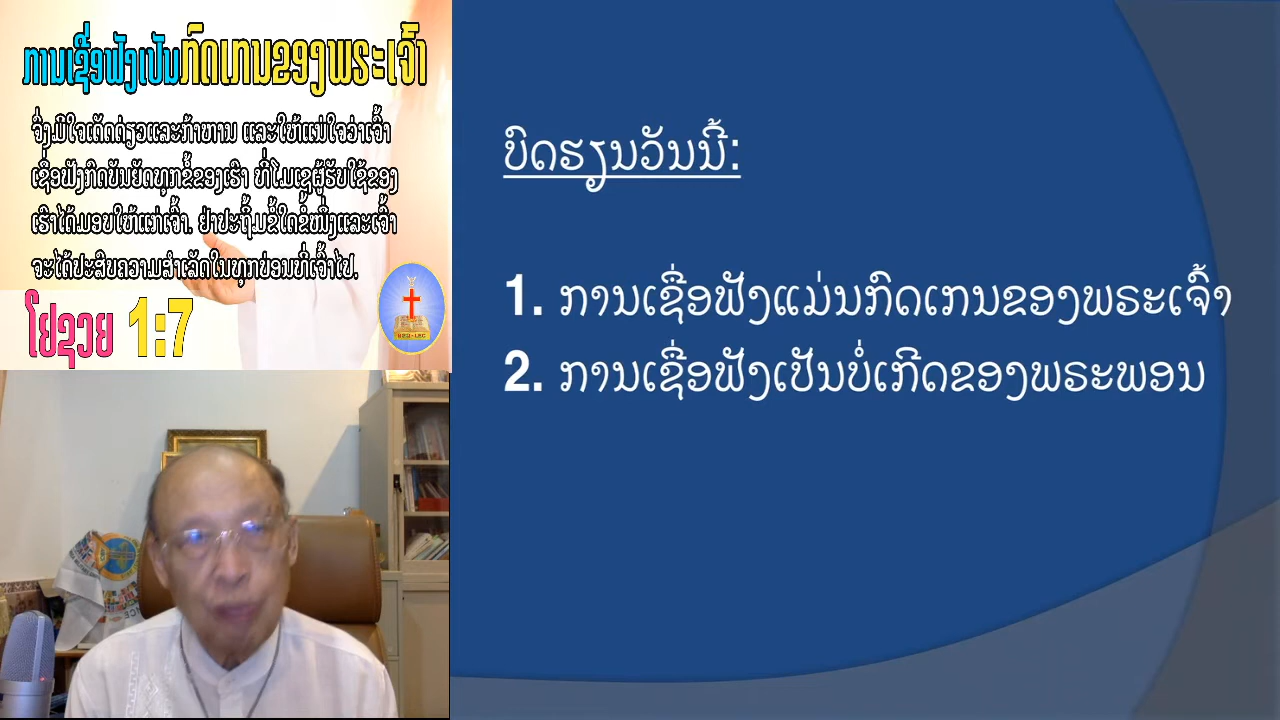 ການເຊື່ອຟັງເປັນກົດເກນຂອງພຣະເຈົ້າ
ຈົ່ງມີໃຈເດັດດ່ຽວແລະກ້າຫານ ແລະໃຫ້ແນ່ໃຈວ່າເຈົ້າ
ເຊື່ອຟັງກົດບັນຍັດທຸກຂໍ້ຂອງເຮົາ ທີ່ໂມເຊຜູ້ຮັບໃຊ້ຂອງ
ເຮົາໄດ້ມອບໃຫ້ແກ່ເຈົ້າ. ຢ່າປະຖິ້ມຂໍ້ໃດຂໍ້ໜຶ່ງແລະເຈົ້າ
ຈະໄດ້ປະສົບຄວາມສຳເລັດໃນທຸກບ່ອນທີ່ເຈົ້າໄປ.
ໂຢຊວຍ 1:7
ບົດຮຽນວັນນີ້:
1. ການເຊື່ອຟັງແມ່ນກົດເກນຂອງພຣະເຈົ້າ
2. ການເຊື່ອຟັງເປັນບໍ່ເກີດຂອງພຣະພອນ